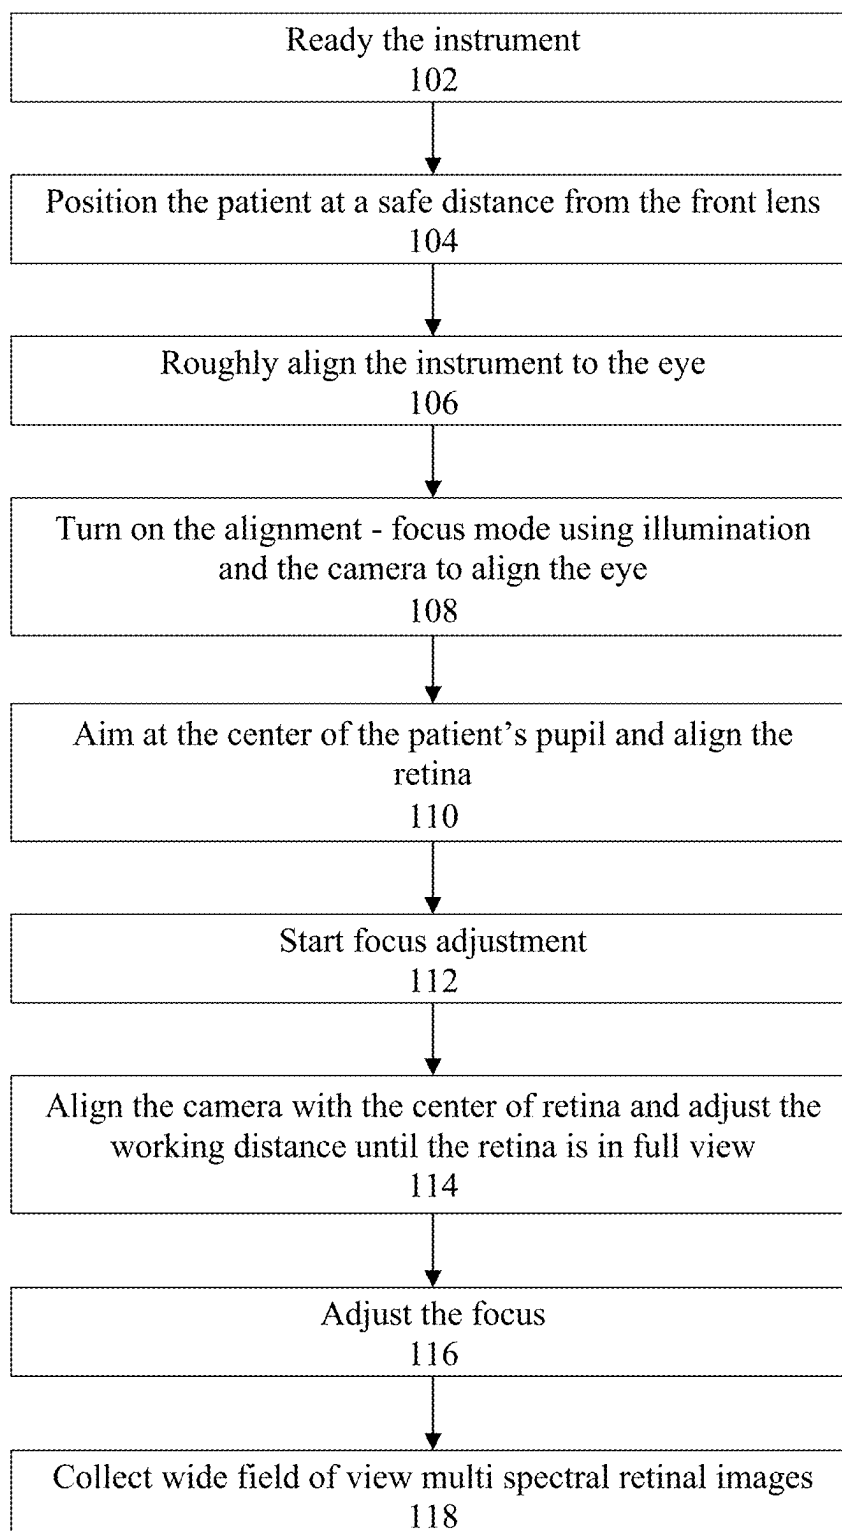 Ready the instrument
102
Position the patient at a safe distance from the front lens
104
Roughly align the instrument to the eye
106
Turn on the alignment - focus mode using illumination
and the camera to align the eye
108
Aim at the center of the patient's pupil and align the
retina
110
Start focus adjustment
112
Align the camera with the center of retina and adjust the
working distance until the retina is in full view
114
Adjust the focus
116
Collect wide field of view multi spectral retinal images
118